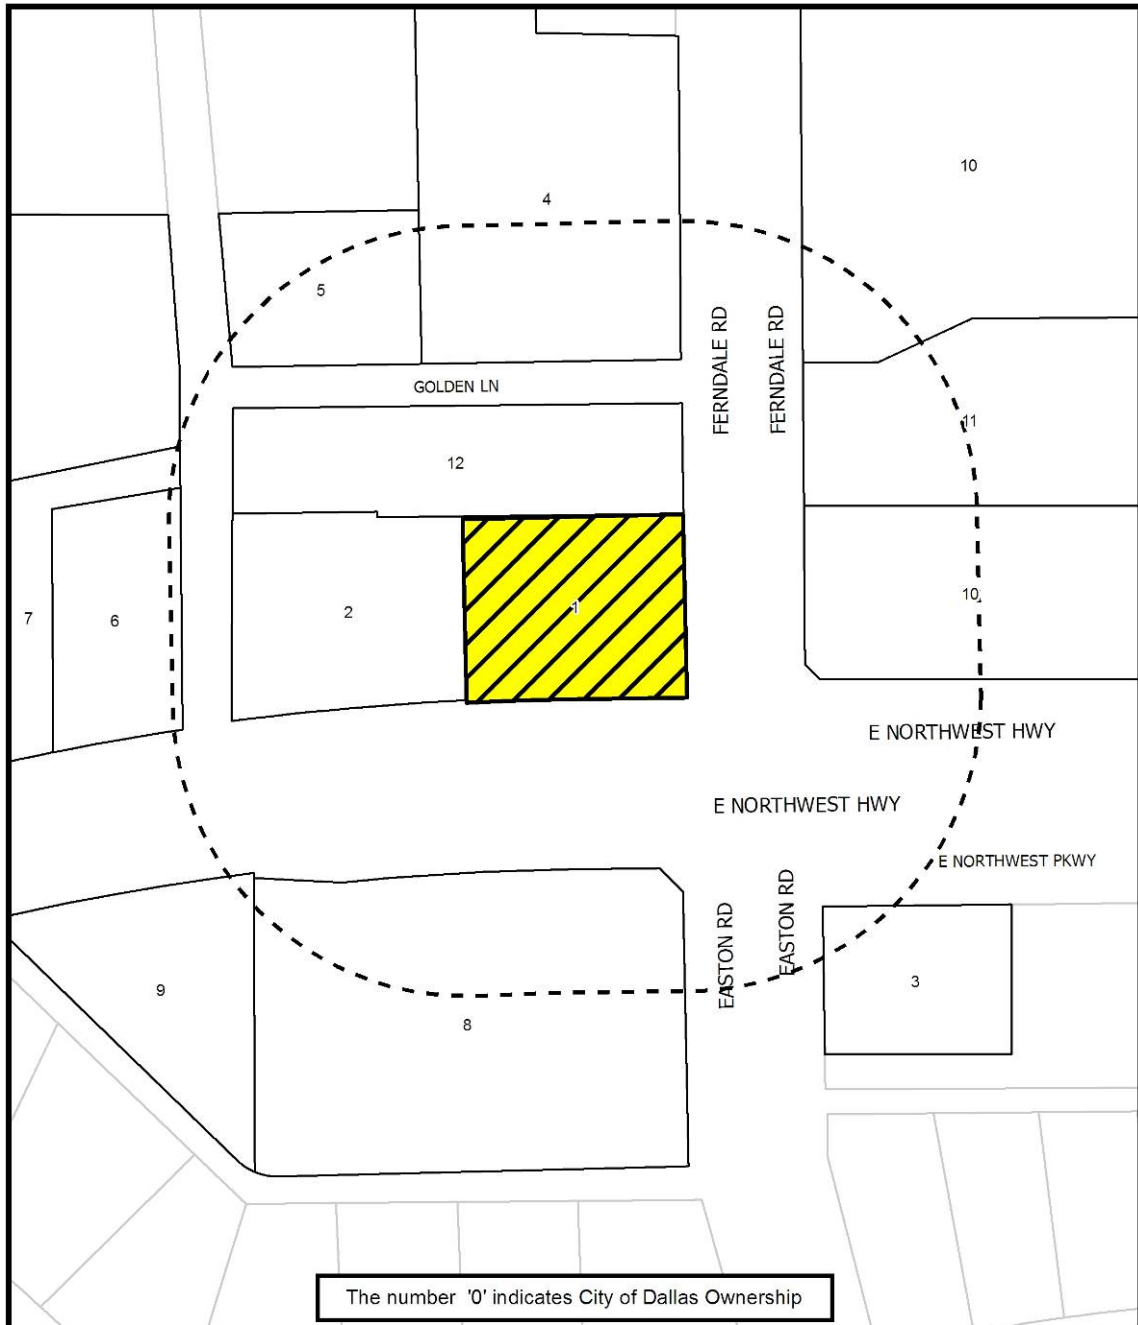 10
4
5
FERNDALE RD
FERNDALE RD
GOLDEN LN
11
12
10
1
2
7
6
E NORTHWEST HWY
E NORTHWEST HWY
E NORTHWEST PKWY
EASTON RD
EASTON RD
3
9
8
The number '0' indicates City of Dallas Ownership